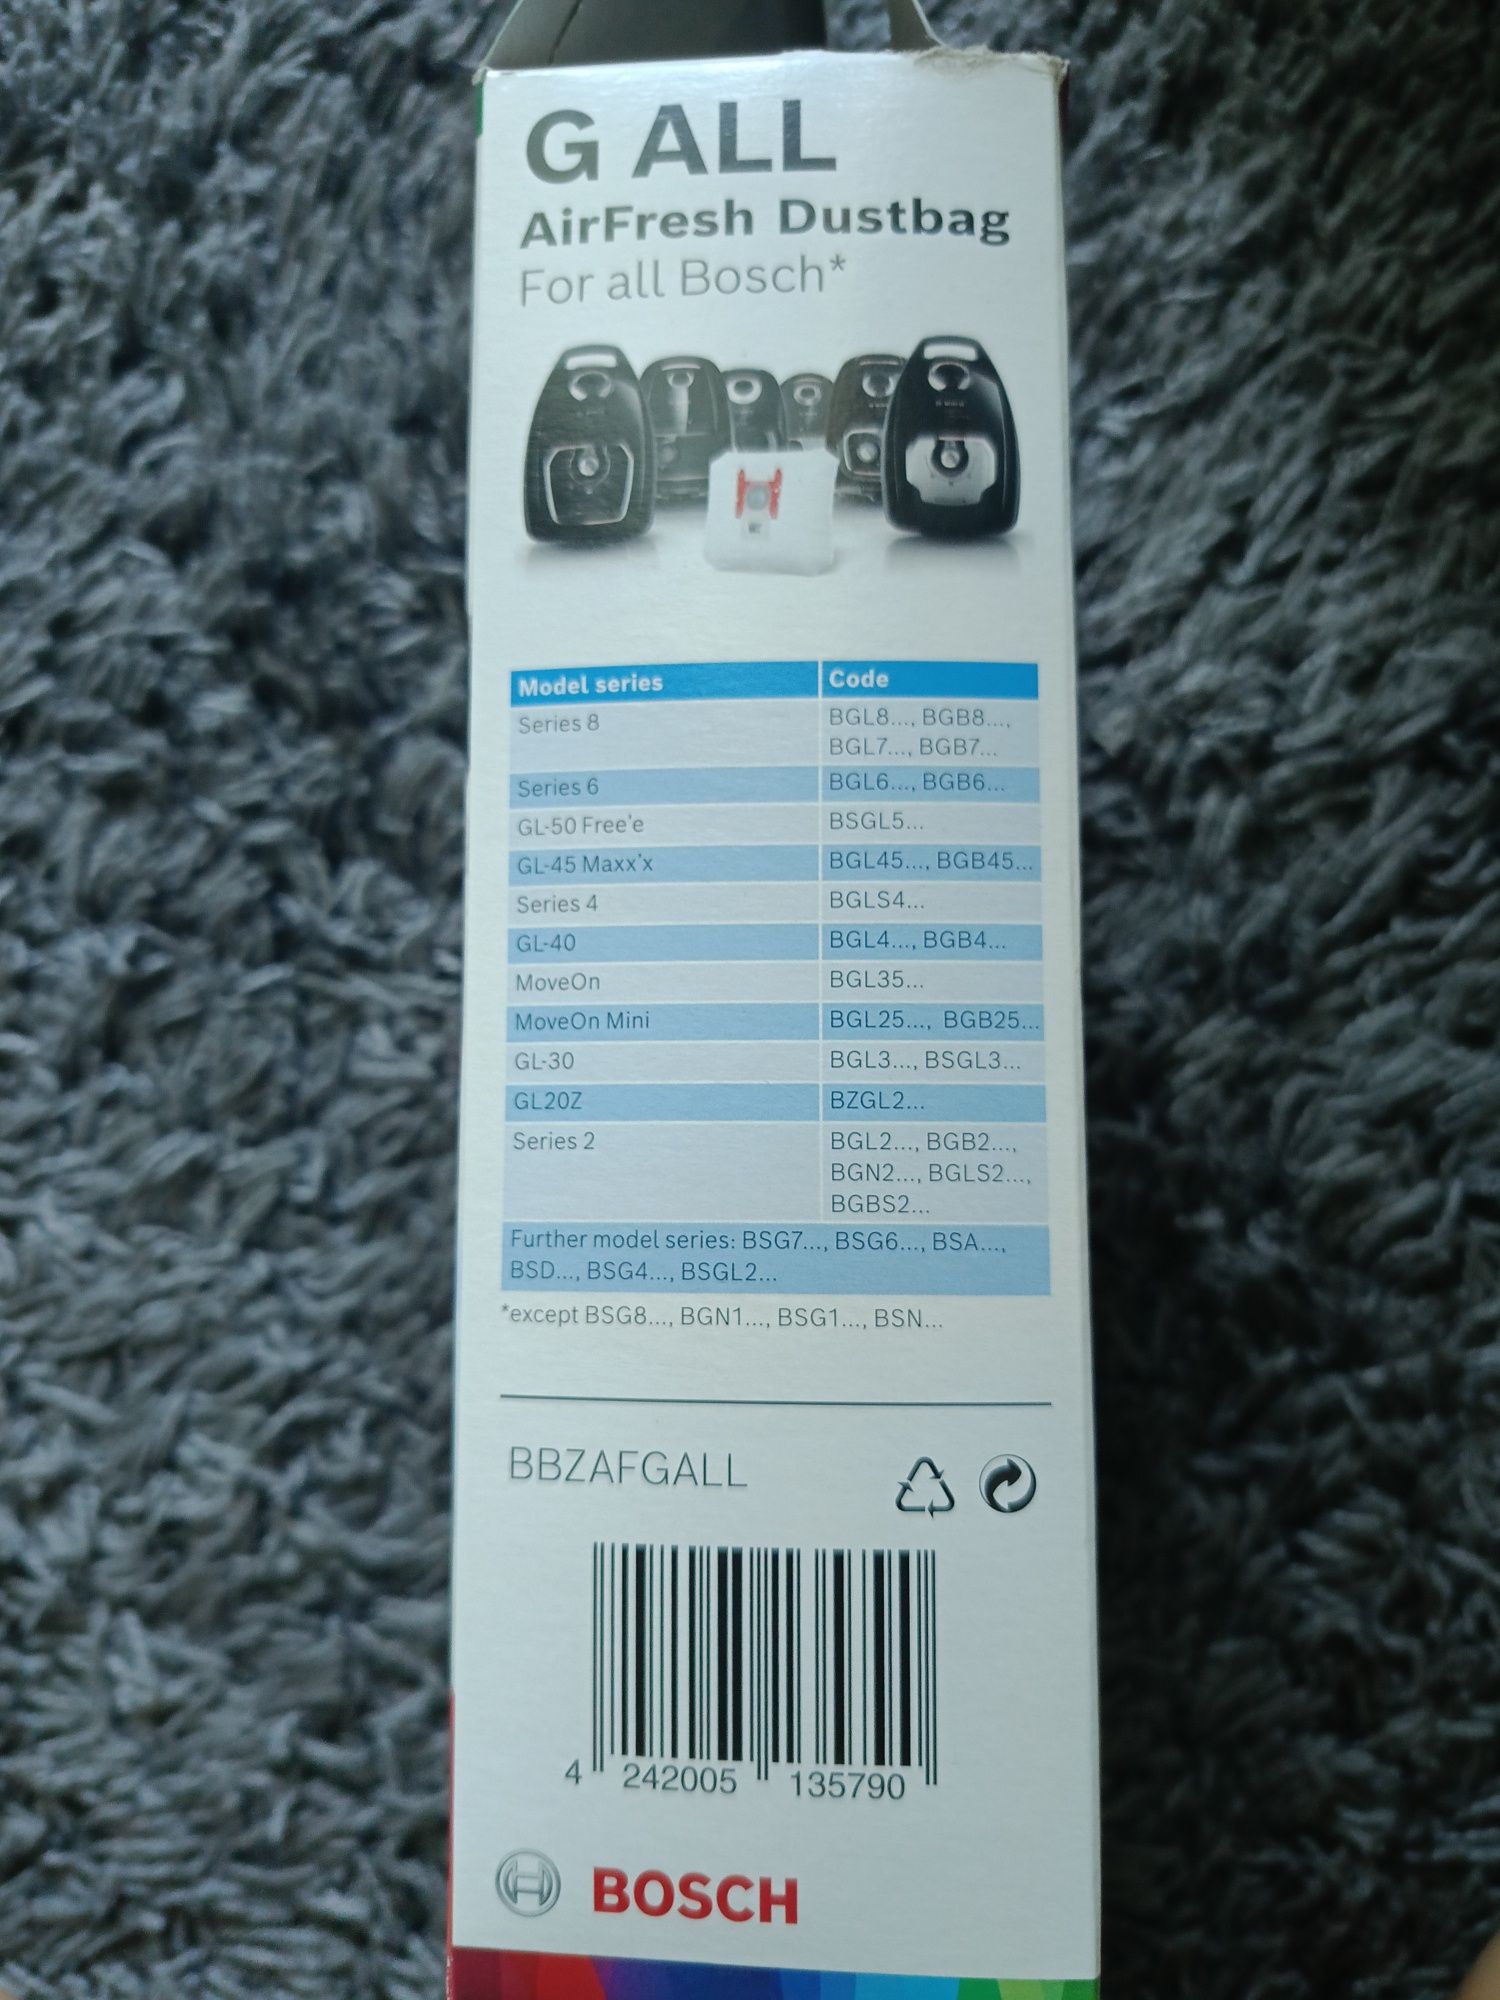 G ALL
AirFresh Dustbag
For all Bosch*
Model series Code
Series 8 BGL8..., BGB8...,
BGL7..., BGB7...
Series 6 BGL6..., BGB6...
GL-50 Free'e BSGL5...
GL-45 Maxx'x BGL45..., BGB45...
Series 4 BGLS4...
GL-40 BGL4..., BGB4...
MoveOn BGL35...
MoveOn Mini BGL25..., BGB25...
GL-30 BGL3..., BSGL3...
GL20Z BZGL2...
Series 2 BGL2..., BGB2...,
BGN2..., BGLS2...,
BGBS2...
Further model series: BSG7..., BSG6..., BSA...,
BSD..., BSG4..., BSGL2...
*except BSG8..., BGN1..., BSG1..., BSN...
BBZAFGALL
4 242005 135790
BOSCH